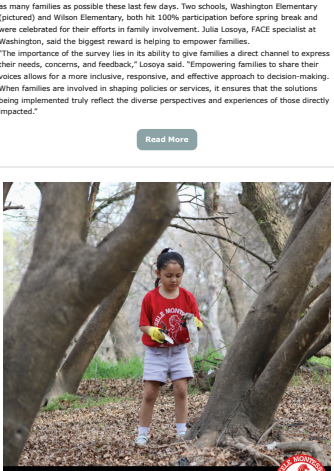 as many families as possible these last few days. Two schools, Washington Elementary
(pictured) and Wilson Elementary, both hit 100% participation before spring break and
were celebrated for their efforts in family involvement. Julia Losoya, FACE specialist at
Washington, said the biggest reward is helping to empower families.
"The importance of the survey lies in its ability to give families a direct channel to express
their needs, concerns, and feedback," Losoya said. "Empowering families to share their
voices allows for a more inclusive, responsive, and effective approach to decision-making.
When families are involved in shaping policies or services, it ensures that the solutions
being implemented truly reflect the diverse perspectives and experiences of those directly
impacted."
Read More